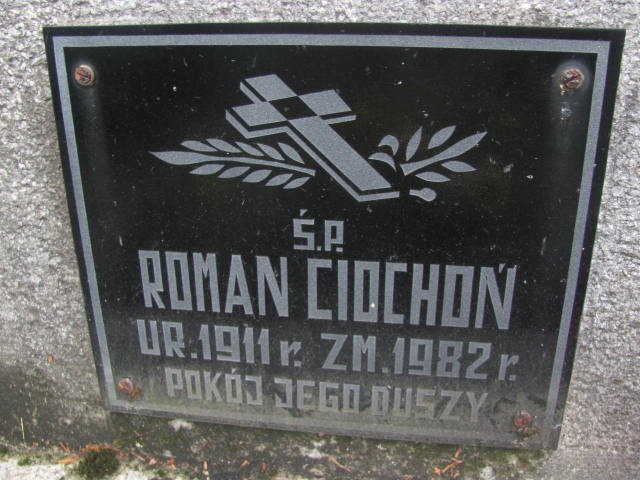 Ś.P.
ROMAN CIOCHOŃ
UR. 1911 r. ZM. 1982 r.
POKÓJ JEGO DUSZY